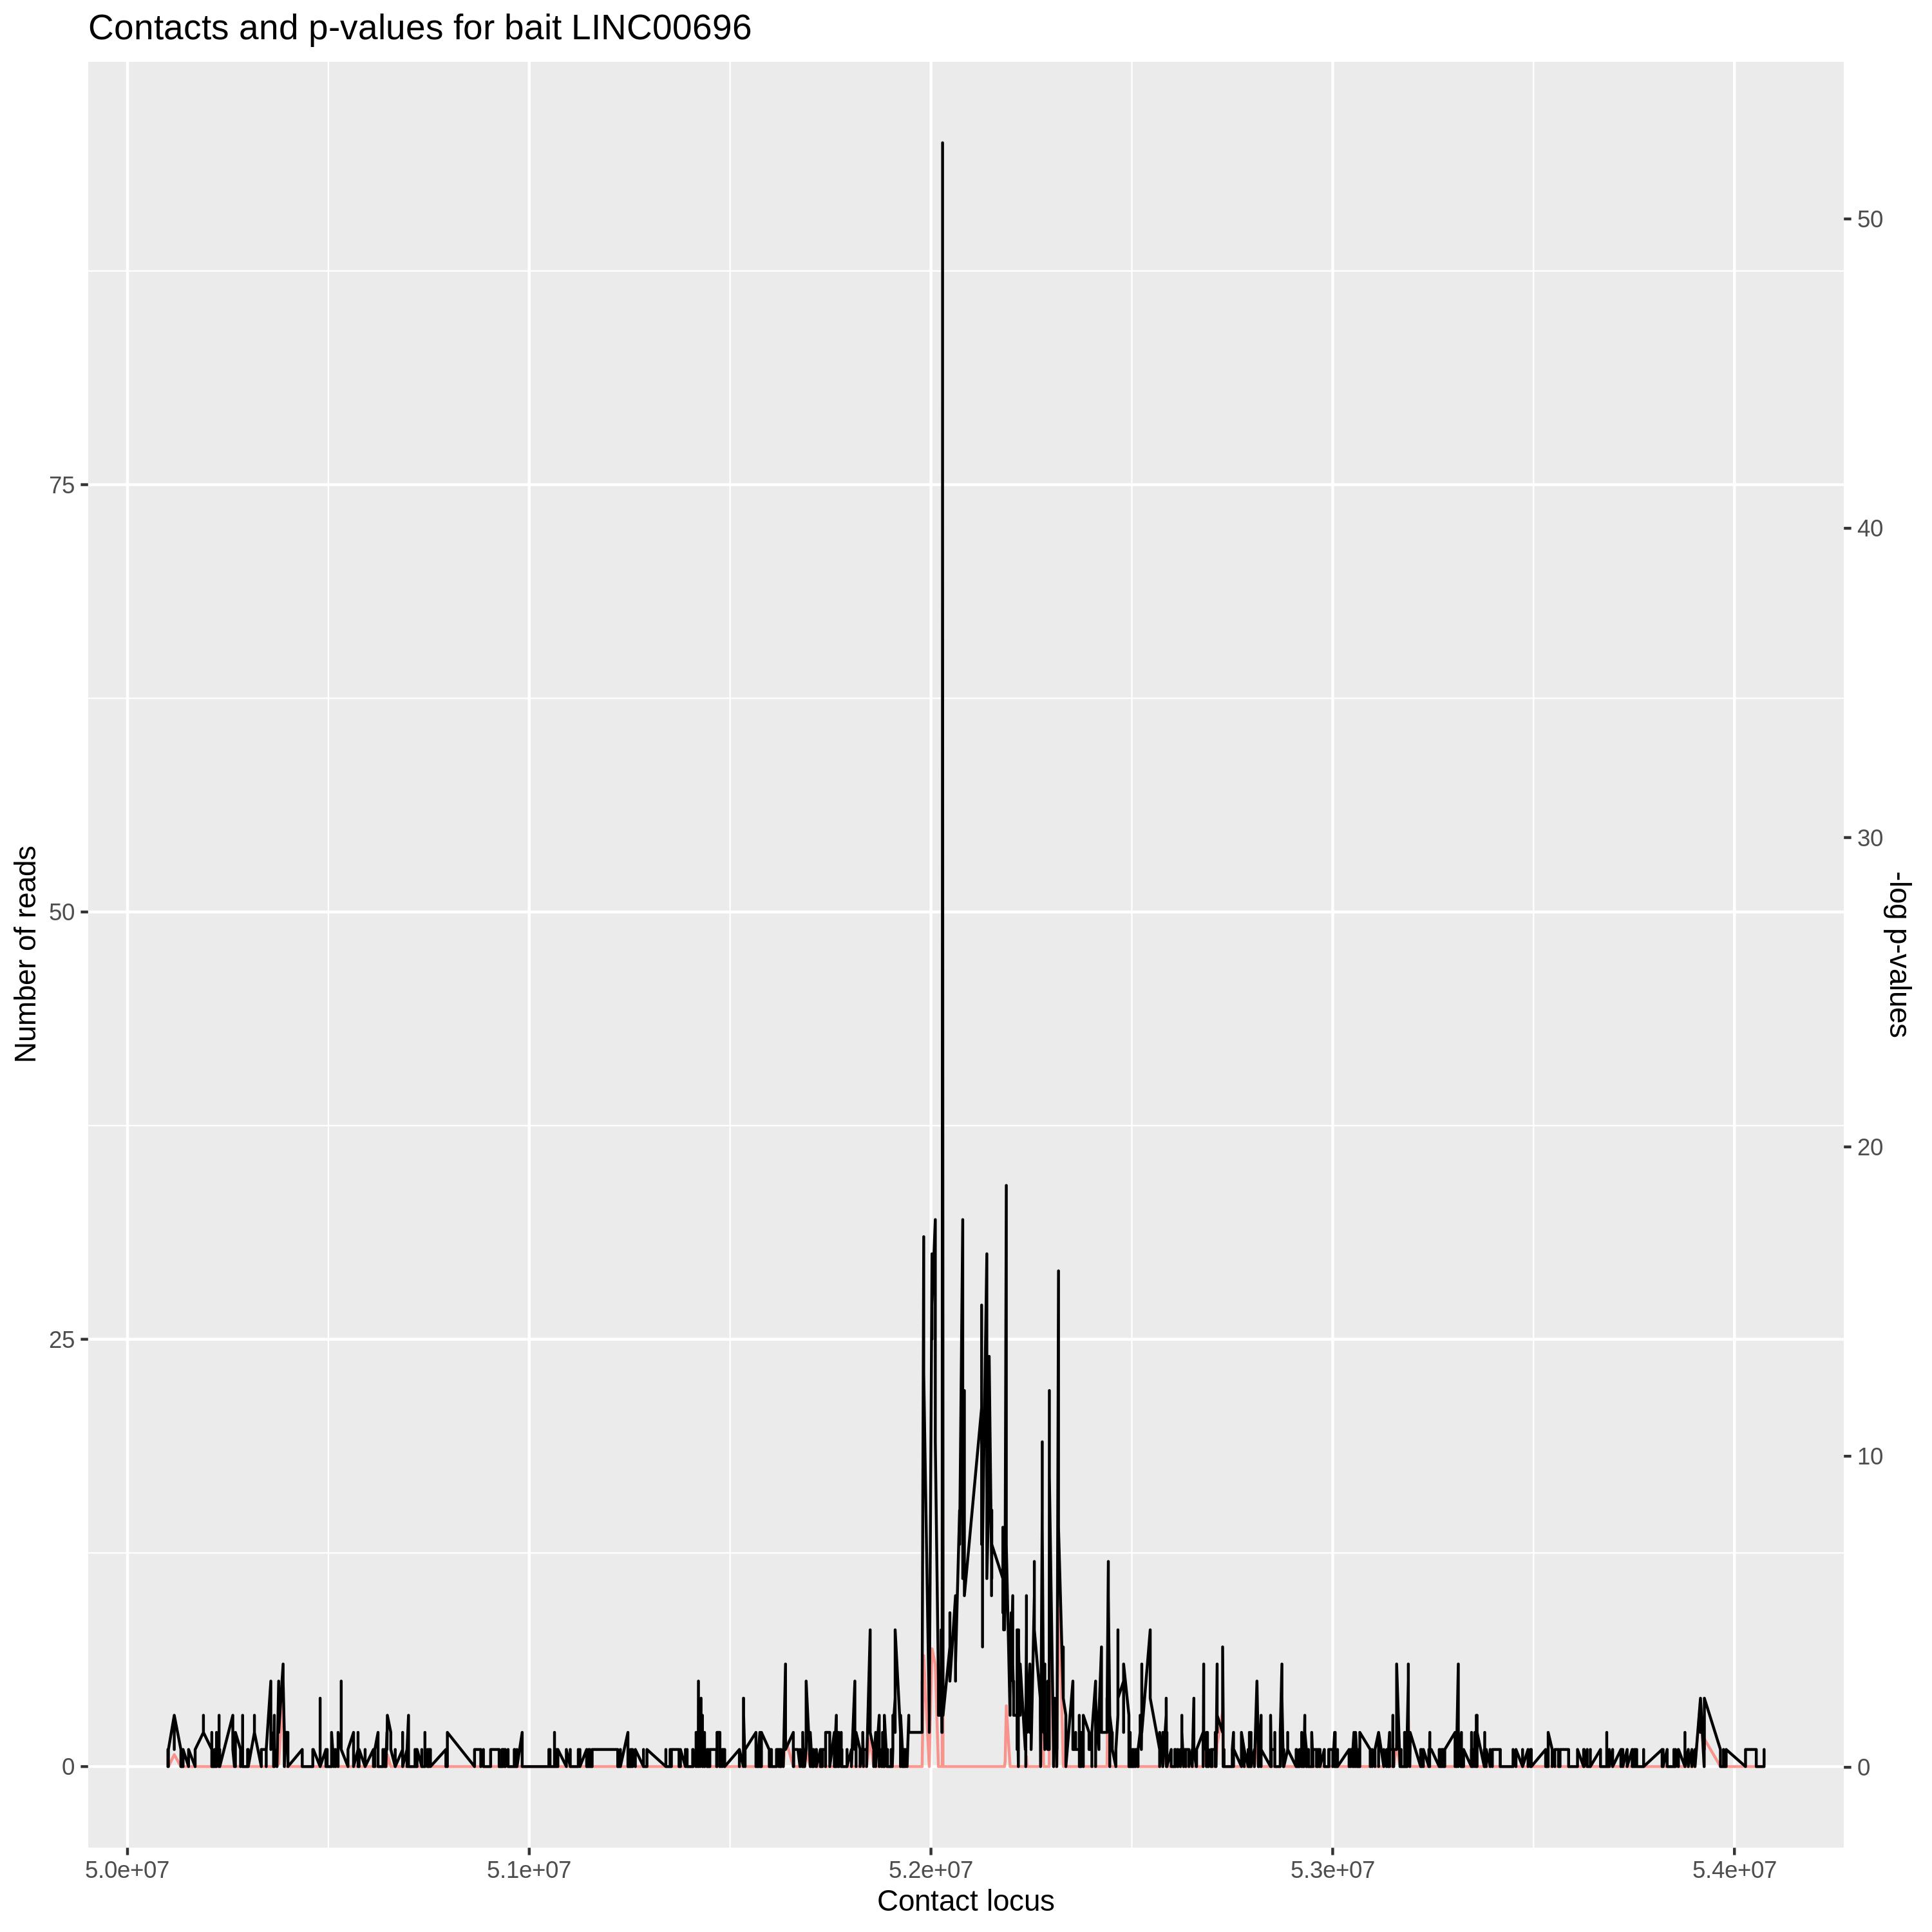 Contacts and p-values for bait LINC00696
75
50
25
0
50
40
30
20
10
0
Number of reads
-log p-values
5.0e+07 5.1e+07 5.2e+07 5.3e+07 5.4e+07
Contact locus